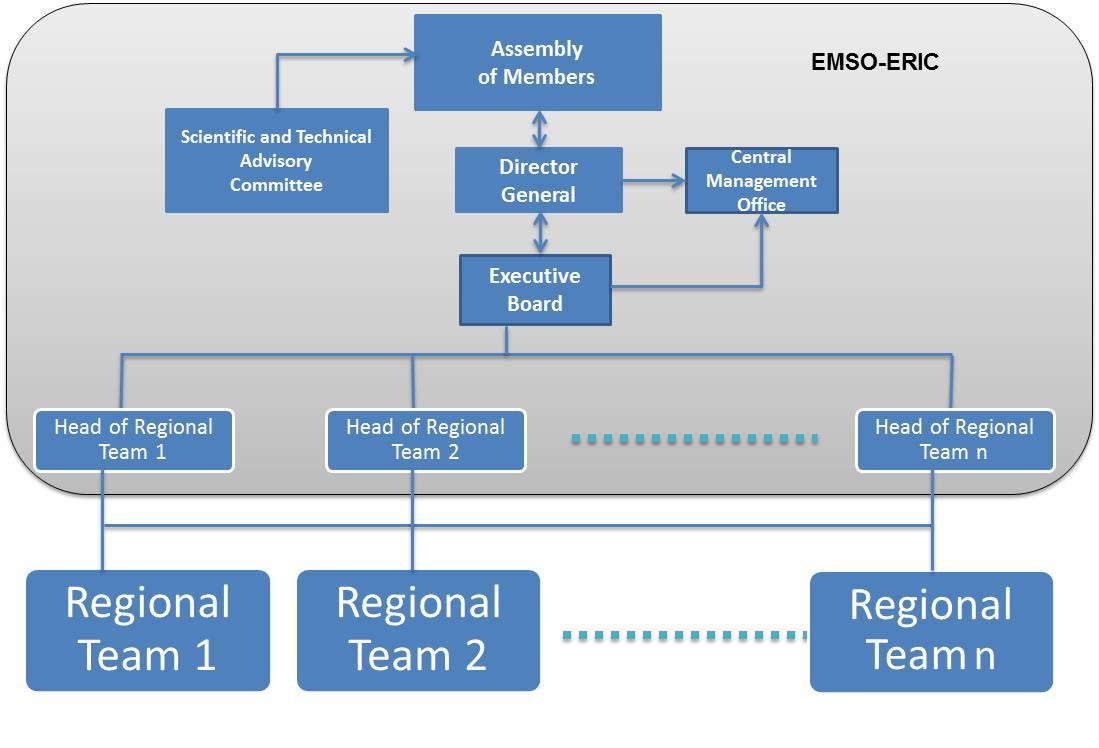 Assembly
of Members
EMSO-ERIC
Scientific and Technical
Advisory
Committee
Director
General
Central
Management
Office
Executive
Board
Head of Regional
Team 1
Head of Regional
Team 2
Head of Regional
Team n
Regional
Team 1
Regional
Team 2
Regional
Team n